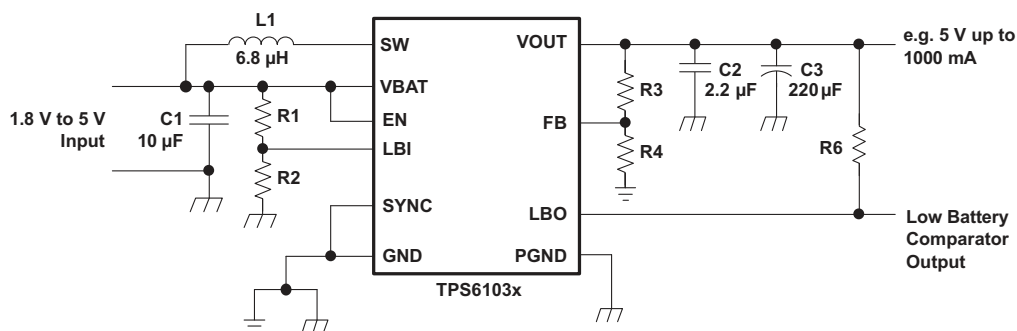 L1
6.8 µH
SW
VOUT
e.g. 5 V up to
1000 mA
VBAT
R3
C2
2.2 µF
C3
220 µF
1.8 V to 5 V
Input
C1
10 µF
R1
EN
FB
LBI
R4
R6
R2
SYNC
LBO
Low Battery
Comparator
Output
GND
PGND
TPS6103x